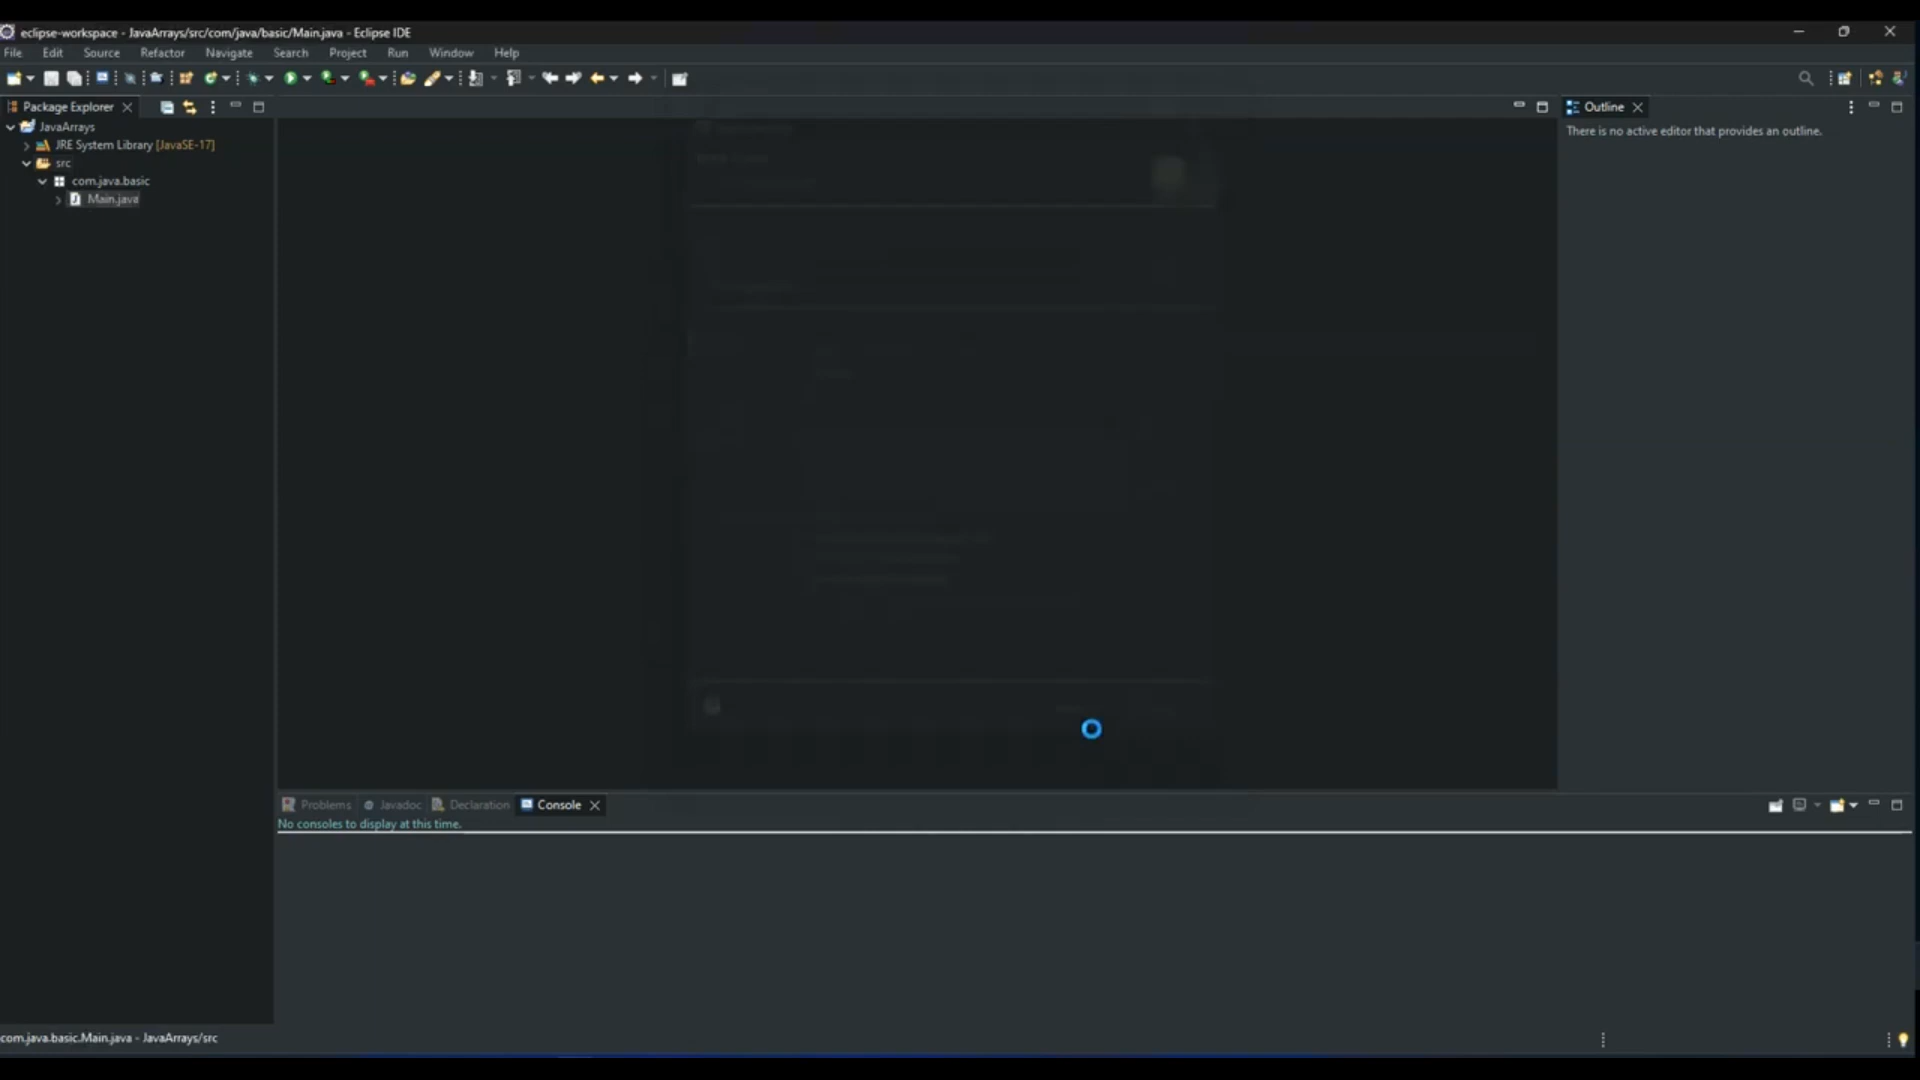 eclipse-workspace - JavaArrays/src/com/java/basic/Main.java - Eclipse IDE
File Edit Source Refactor Navigate Search Project Run Window Help
Package Explorer
Outline
JavaArrays
There is no active editor that provides an outline.
JRE System Library [JavaSE-17]
src
com.java.basic
Main.java
Problems Javadoc Declaration Console
No consoles to display at this time.
com.java.basic.Main.java - JavaArrays/src